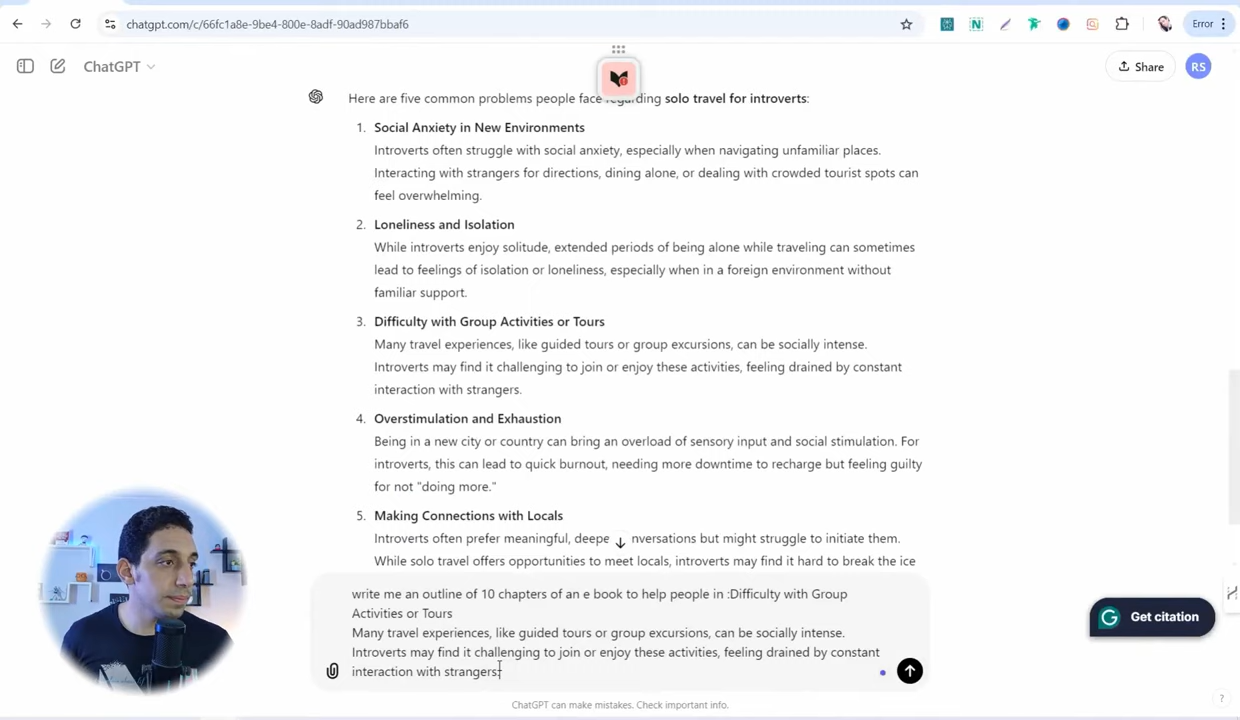 chatgpt.com/c/66fc1a8e-9be4-800e-8adf-90ad987bbaf6
Error
ChatGPT
Share
RS
Here are five common problems people face regarding solo travel for introverts:
1. Social Anxiety in New Environments
Introverts often struggle with social anxiety, especially when navigating unfamiliar places.
Interacting with strangers for directions, dining alone, or dealing with crowded tourist spots can
feel overwhelming.
2. Loneliness and Isolation
While introverts enjoy solitude, extended periods of being alone while traveling can sometimes
lead to feelings of isolation or loneliness, especially when in a foreign environment without
familiar support.
3. Difficulty with Group Activities or Tours
Many travel experiences, like guided tours or group excursions, can be socially intense.
Introverts may find it challenging to join or enjoy these activities, feeling drained by constant
interaction with strangers.
4. Overstimulation and Exhaustion
Being in a new city or country can bring an overload of sensory input and social stimulation. For
introverts, this can lead to quick burnout, needing more downtime to recharge but feeling guilty
for not "doing more."
5. Making Connections with Locals
Introverts often prefer meaningful, deepe nversations but might struggle to initiate them.
While solo travel offers opportunities to meet locals, introverts may find it hard to break the ice
write me an outline of 10 chapters of an e book to help people in :Difficulty with Group
Activities or Tours
Many travel experiences, like guided tours or group excursions, can be socially intense.
Introverts may find it challenging to join or enjoy these activities, feeling drained by constant
interaction with strangers.
Get citation
ChatGPT can make mistakes. Check important info.
?